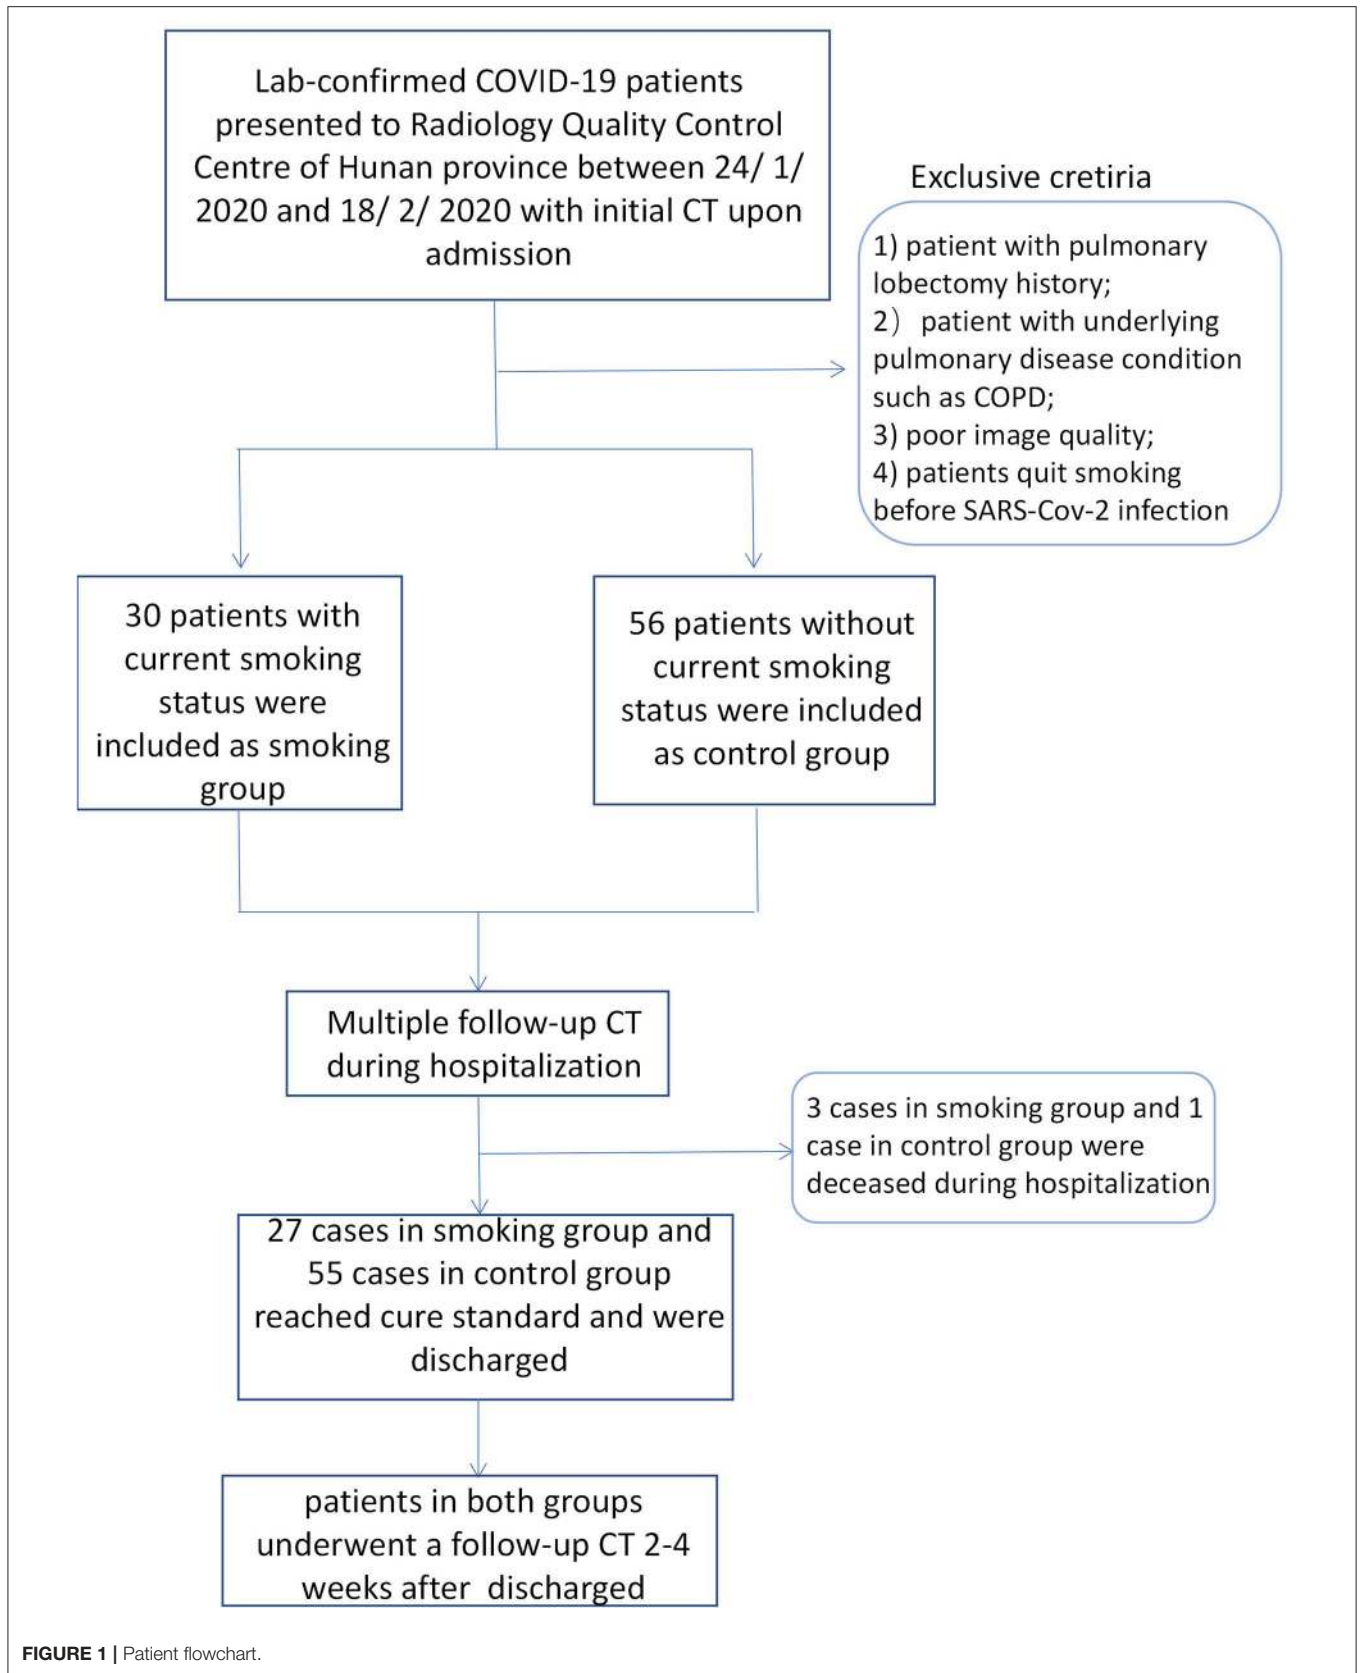 Lab-confirmed COVID-19 patients
presented to Radiology Quality Control
Centre of Hunan province between 24/ 1/
2020 and 18/ 2/ 2020 with initial CT upon
admission
Exclusive cretiria
1) patient with pulmonary
lobectomy history;
2） patient with underlying
pulmonary disease condition
such as COPD;
3) poor image quality;
4) patients quit smoking
before SARS-Cov-2 infection
30 patients with
current smoking
status were
included as smoking
group
56 patients without
current smoking
status were included
as control group
Multiple follow-up CT
during hospitalization
3 cases in smoking group and 1
case in control group were
deceased during hospitalization
27 cases in smoking group and
55 cases in control group
reached cure standard and were
discharged
patients in both groups
underwent a follow-up CT 2-4
weeks after discharged
FIGURE 1 | Patient flowchart.